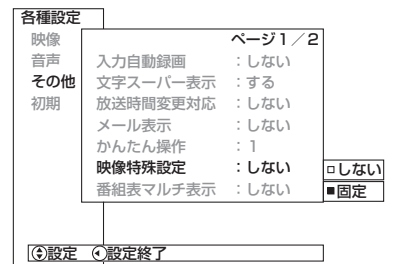 各種設定
映像
音声
その他
初期
ページ1／2
入力自動録画 ：しない
文字スーパー表示 ：する
放送時間変更対応 ：しない
メール表示 ：しない
かんたん操作 ：1
映像特殊設定 ：しない
番組表マルチ表示 ：しない
□しない
■固定
設定 設定終了